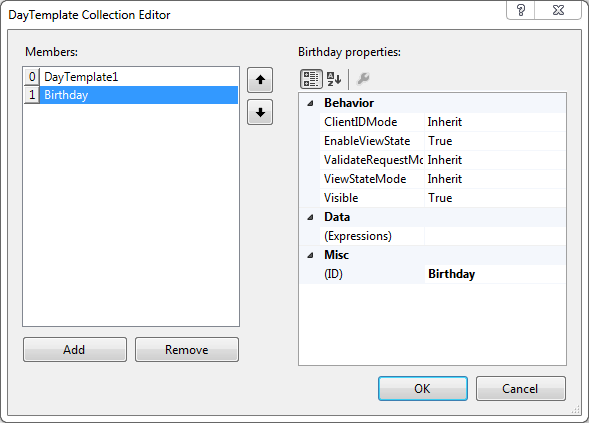 DayTemplate Collection Editor
?
Members:
0 DayTemplate1
1 Birthday
Add
Remove
Birthday properties:
A
Z
Behavior
ClientIDMode Inherit
EnableViewState True
ValidateRequestMo Inherit
ViewStateMode Inherit
Visible True
Data
(Expressions)
Misc
(ID) Birthday
OK
Cancel